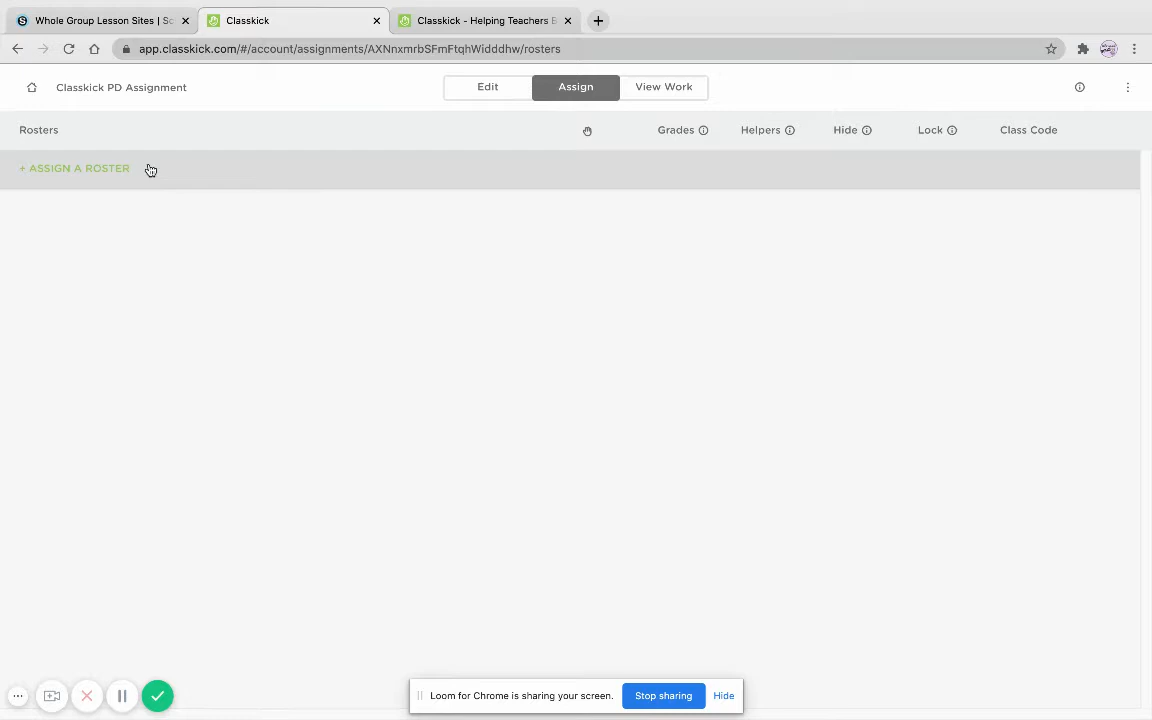 Whole Group Lesson Sites | Sc
Classkick
Classkick - Helping Teachers B
app.classkick.com/#/account/assignments/AXNnxmrbSFmFtqhWidddhw/rosters
Classkick PD Assignment
Edit
Assign
View Work
Rosters
Grades
Helpers
Hide
Lock
Class Code
+ ASSIGN A ROSTER
Loom for Chrome is sharing your screen.
Stop sharing
Hide